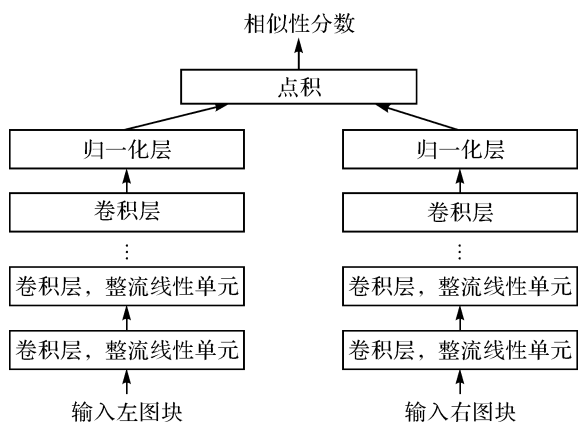 相似性分数
点积
归一化层
归一化层
卷积层
卷积层
⋮
⋮
卷积层，整流线性单元
卷积层，整流线性单元
卷积层，整流线性单元
卷积层，整流线性单元
输入左图块
输入右图块